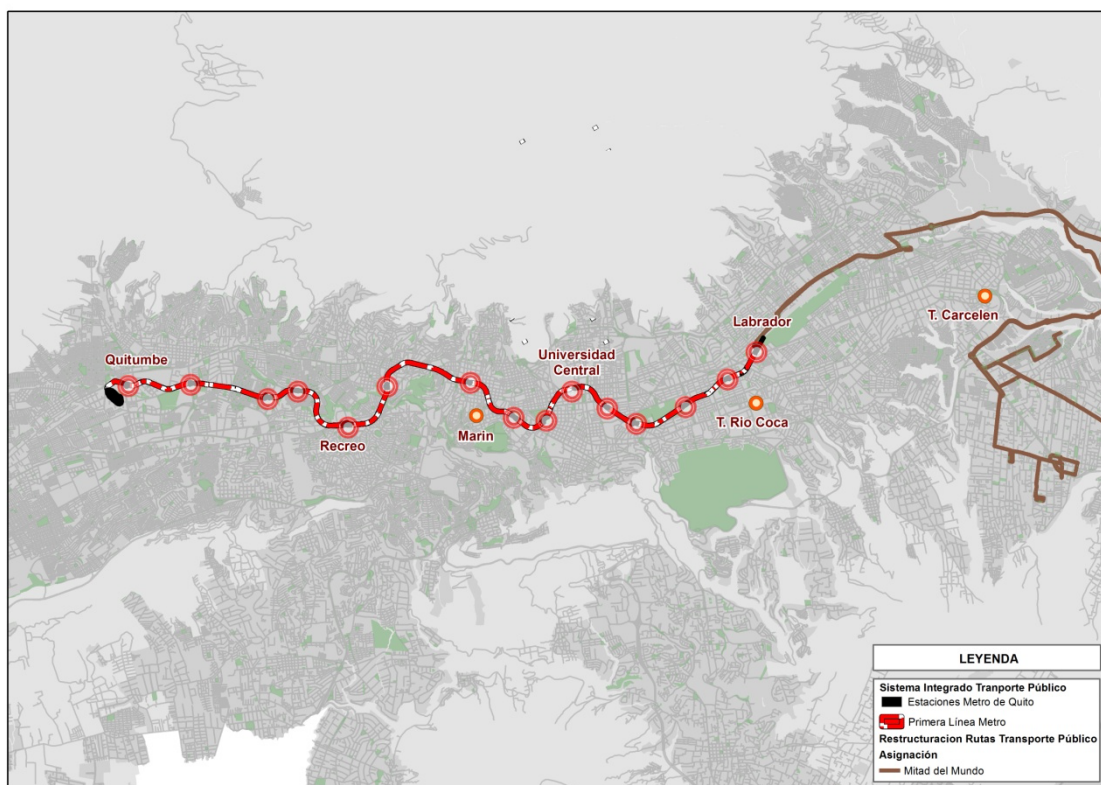 Labrador
T. Carcelen
Quitumbe
Universidad
Central
T. Rio Coca
Marin
Recreo
LEYENDA
Sistema Integrado Tranporte Público
Estaciones Metro de Quito
Primera Línea Metro
Restructuracion Rutas Transporte Público
Asignación
Mitad del Mundo